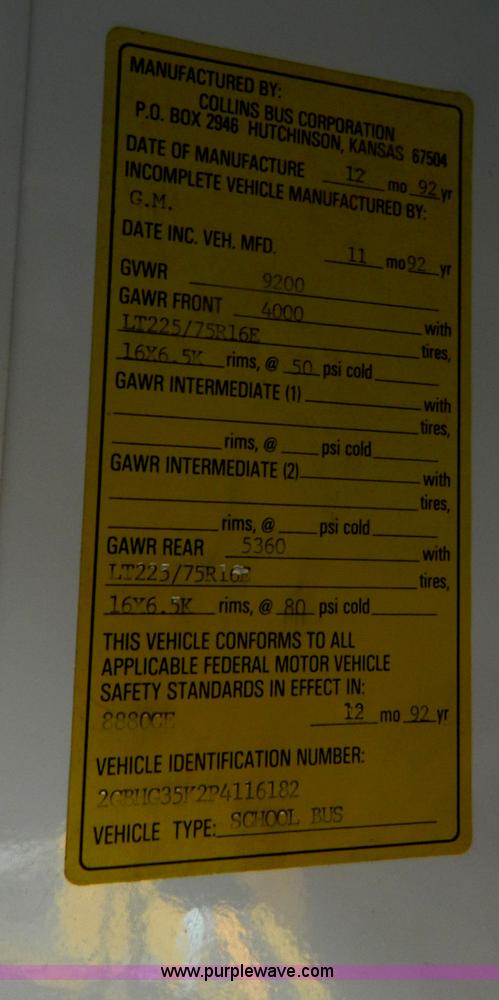 MANUFACTURED BY:
COLLINS BUS CORPORATION
P.O. BOX 2946 HUTCHINSON, KANSAS 67504
DATE OF MANUFACTURE 12 mo 92 yr
INCOMPLETE VEHICLE MANUFACTURED BY:
G.M.
DATE INC. VEH. MFD. 11 mo 92 yr
GVWR 9200
GAWR FRONT 4000 with
LT225/75R16E tires,
16X6.5K rims, @ 50 psi cold
GAWR INTERMEDIATE (1) with
tires,
rims, @ psi cold
GAWR INTERMEDIATE (2) with
tires,
rims, @ psi cold
GAWR REAR 5360 with
LT225/75R16E tires,
16X6.5K rims, @ 80 psi cold
THIS VEHICLE CONFORMS TO ALL
APPLICABLE FEDERAL MOTOR VEHICLE
SAFETY STANDARDS IN EFFECT IN:
12 mo 92 yr
VEHICLE IDENTIFICATION NUMBER:
VEHICLE TYPE: SCHOOL BUS
www.purplewave.com